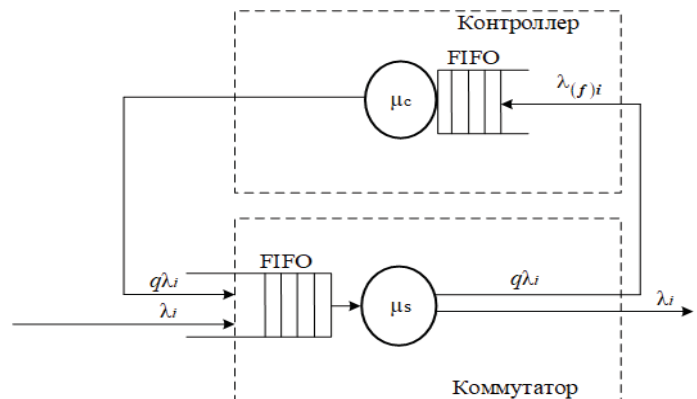 Контроллер
FIFO
μc
λ(f)i
FIFO
qλi
λi
μs
qλi
λi
Коммутатор